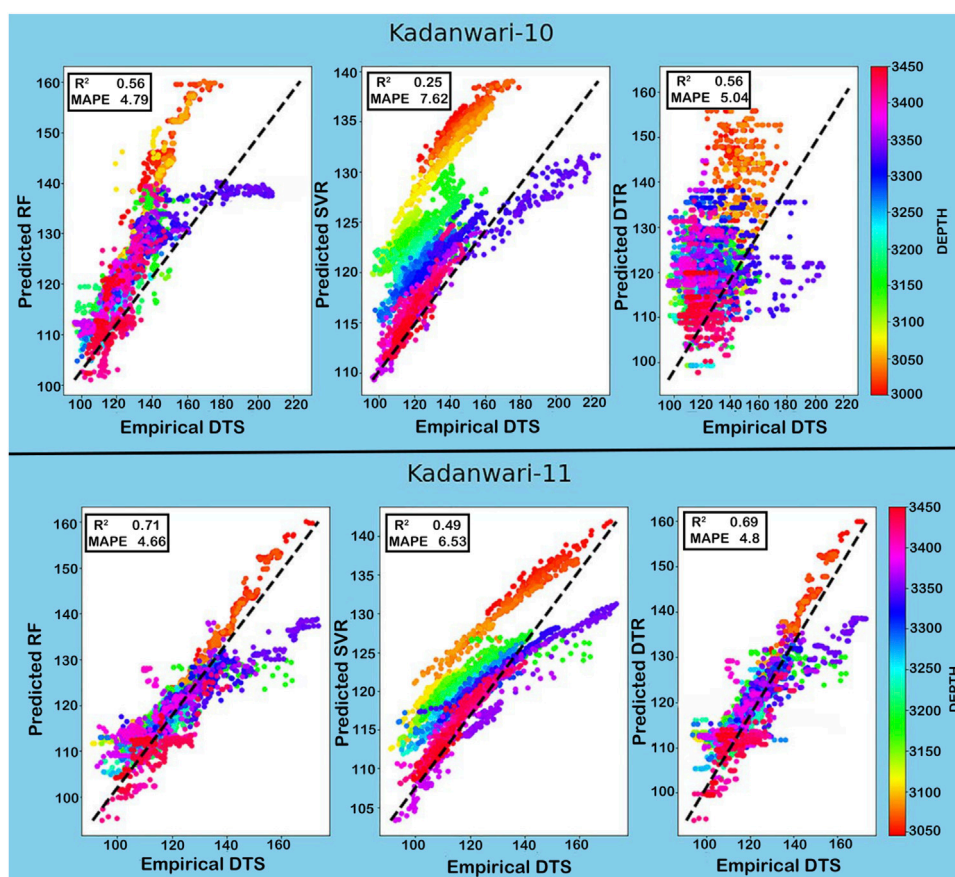 Kadanwari-10
R² 0.56
MAPE 4.79
160
150
140
130
120
110
100
Predicted RF
100 120 140 160 180 200 220
Empirical DTS
R² 0.25
MAPE 7.62
140
135
130
125
120
115
110
Predicted SVR
100 120 140 160 180 200 220
Empirical DTS
R² 0.56
MAPE 5.04
160
150
140
130
120
110
100
Predicted DTR
100 120 140 160 180 200 220
Empirical DTS
3450
3400
3350
3300
3250
3200
3150
3100
3050
3000
DEPTH
Kadanwari-11
R² 0.71
MAPE 4.66
160
150
140
130
120
110
100
Predicted RF
100 120 140 160
Empirical DTS
R² 0.49
MAPE 6.53
140
135
130
125
120
115
110
105
Predicted SVR
100 120 140 160
Empirical DTS
R² 0.69
MAPE 4.8
160
150
140
130
120
110
100
Predicted DTR
100 120 140 160
Empirical DTS
3450
3400
3350
3300
3250
3200
3150
3100
3050
DEPTH